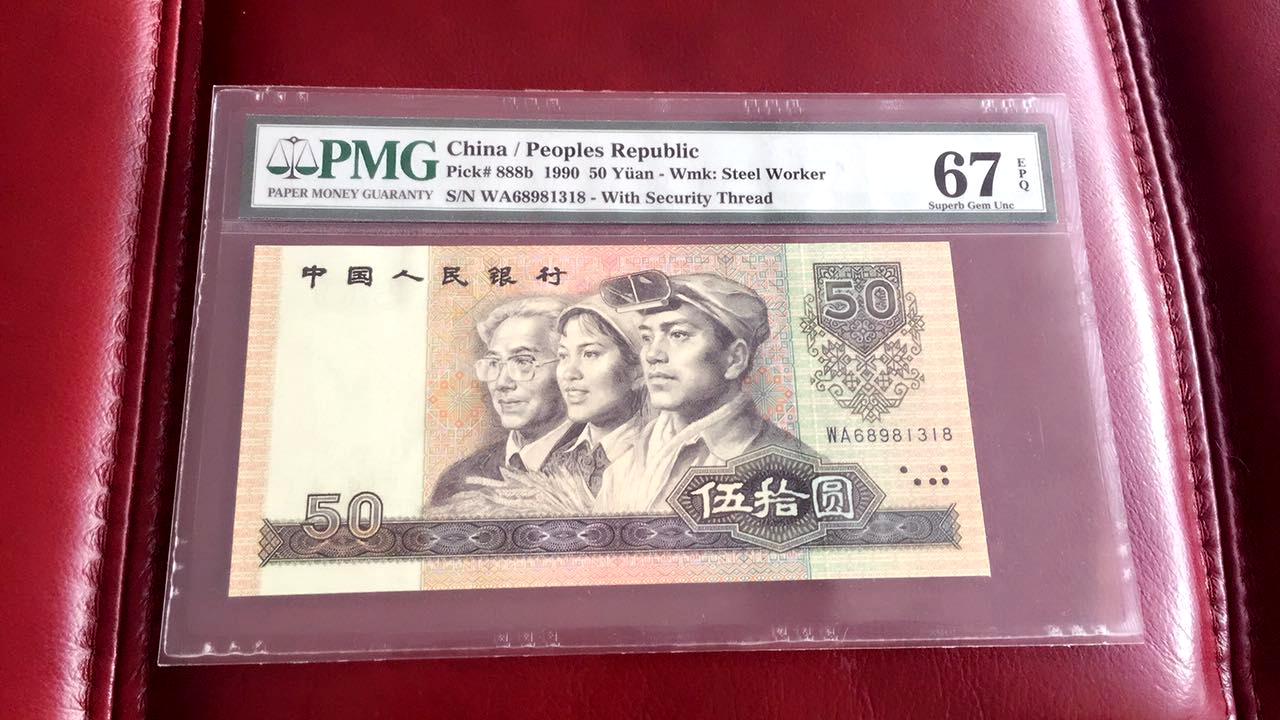 PMG
PAPER MONEY GUARANTY
China / Peoples Republic
Pick# 888b 1990 50 Yüan - Wmk: Steel Worker
S/N WA68981318 - With Security Thread
67
EPQ
Superb Gem Unc
中国人民银行
50
WA68981318
50
伍拾圆